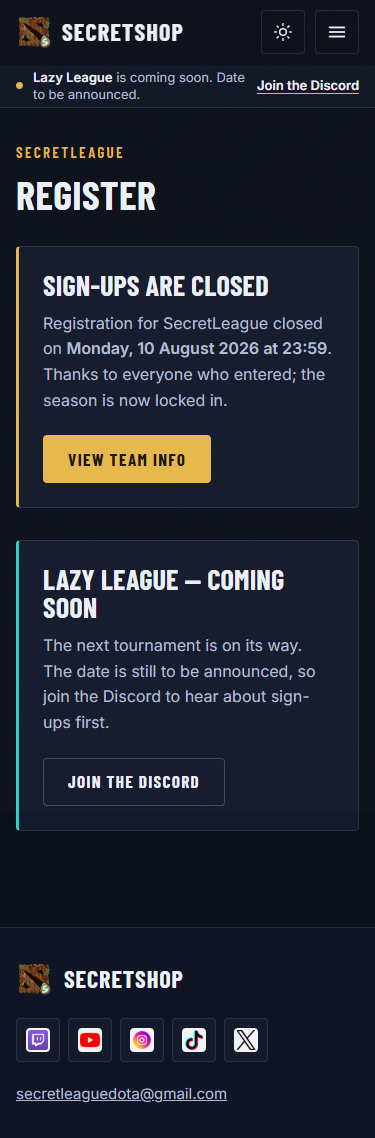 SECRETSHOP
Lazy League is coming soon. Date
to be announced.
Join the Discord
SECRETLEAGUE
REGISTER
SIGN-UPS ARE CLOSED
Registration for SecretLeague closed
on Monday, 10 August 2026 at 23:59.
Thanks to everyone who entered; the
season is now locked in.
VIEW TEAM INFO
LAZY LEAGUE — COMING
SOON
The next tournament is on its way.
The date is still to be announced, so
join the Discord to hear about sign-
ups first.
JOIN THE DISCORD
SECRETSHOP
secretleaguedota@gmail.com